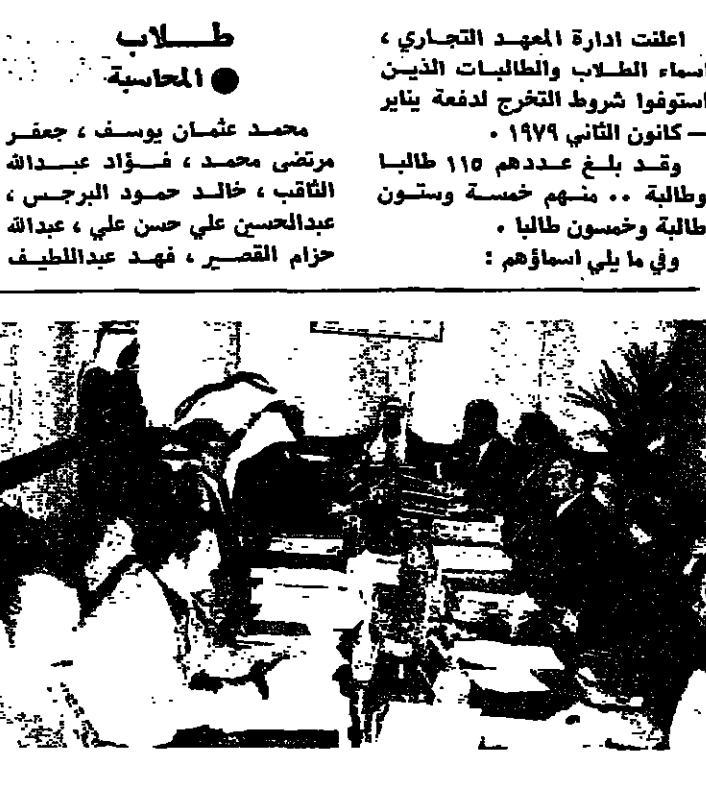 اعلنت ادارة المعهد التجاري ،
اسماء الطلاب والطالبات الذين
استوفوا شروط التخرج لدفعة يناير
— كانون الثاني ١٩٧٩ .
وقد بلغ عددهم ١١٥ طالبا
وطالبة .. منهم خمسة وستون
طالبة وخمسون طالبا .
وفي ما يلي اسماؤهم :
طلاب
● المحاسبة
محمد عثمان يوسف ، جعفر
مرتضى محمد ، فؤاد عبدالله
الثاقب ، خالد حمود البرجس ،
عبدالحسين علي حسن علي ، عبدالله
حزام القصير ، فهد عبداللطيف